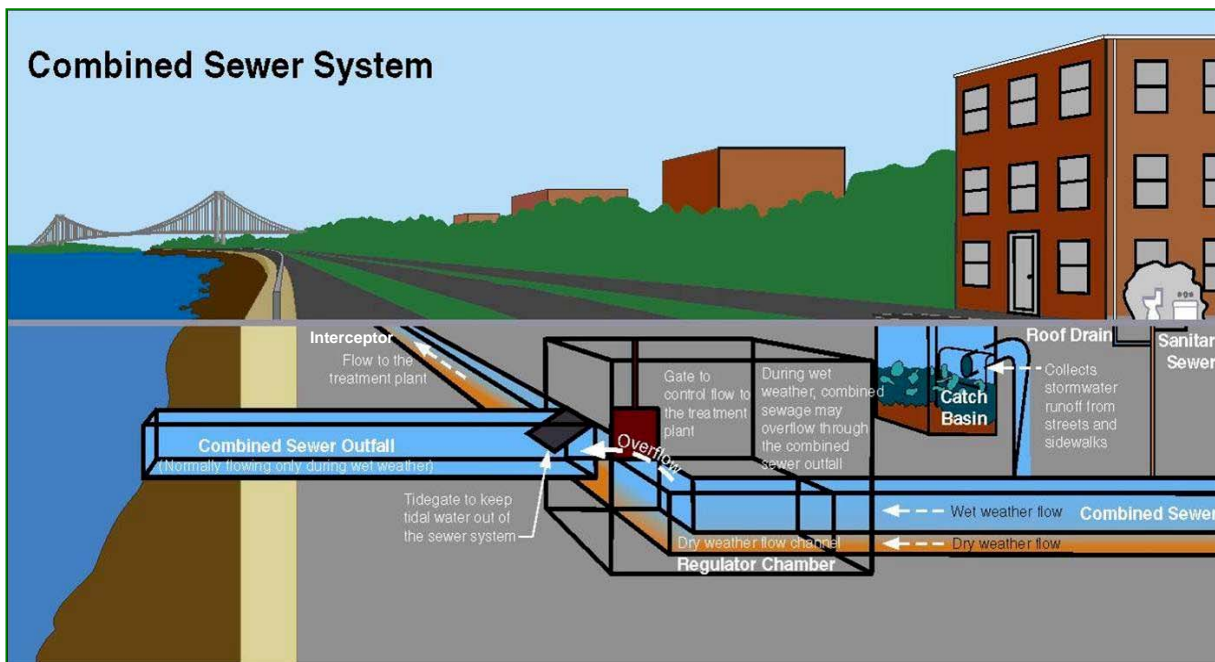 Combined Sewer System
Interceptor
Flow to the
treatment plant
Combined Sewer Outfall
(Normally flowing only during wet weather)
Tidegate to keep
tidal water out of
the sewer system
Overflow
Gate to
control flow to
the treatment
plant
During wet
weather, combined
sewage may
overflow through
the combined
sewer outfall
Dry weather flow channel
Regulator Chamber
Catch
Basin
Roof Drain
Collects
stormwater
runoff from
streets and
sidewalks
Sanitar
Sewer
Wet weather flow
Combined Sewer
Dry weather flow